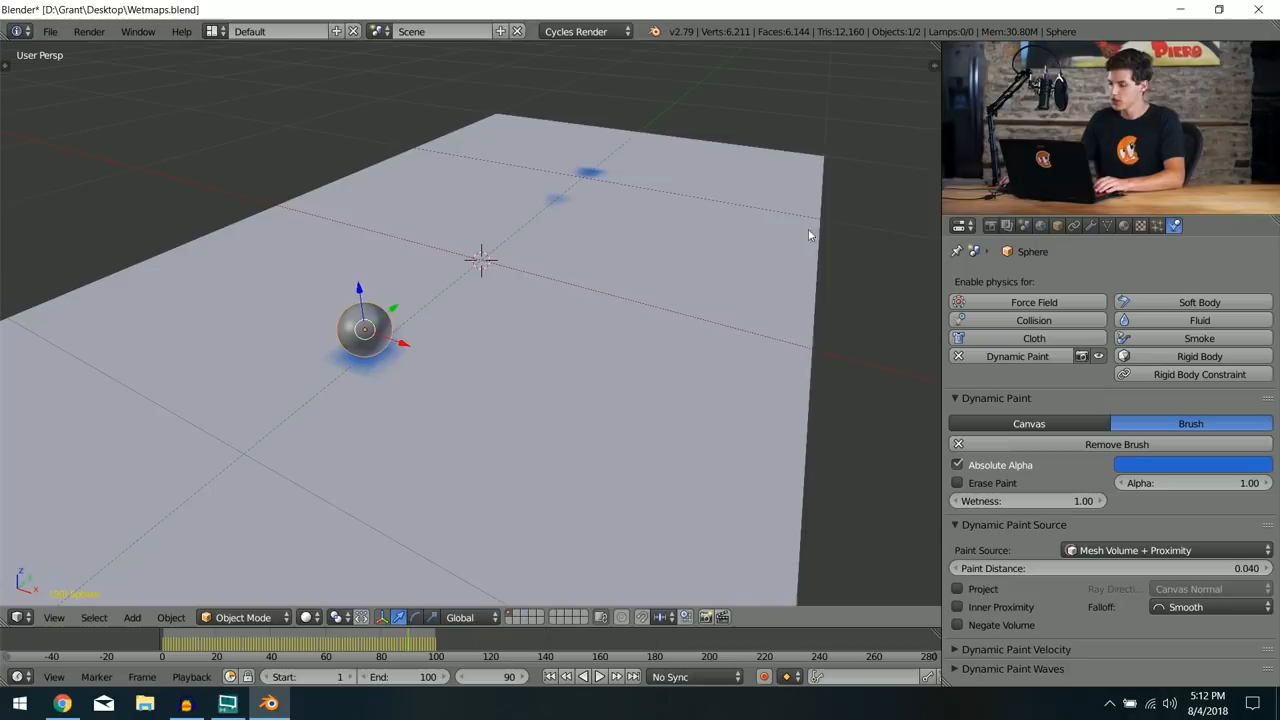 Blender* [D:\Grant\Desktop\Wetmaps.blend]
File Render Window Help Default Scene Cycles Render v2.79 | Verts:6,211 | Faces:6,144 | Tris:12,160 | Objects:1/2 | Lamps:0/0 | Mem:30.80M | Sphere
User Persp
PIERO
Sphere
Enable physics for:
Force Field Soft Body
Collision Fluid
Cloth Smoke
Dynamic Paint Rigid Body
Rigid Body Constraint
Dynamic Paint
Canvas Brush
Remove Brush
Absolute Alpha
Erase Paint Alpha: 1.00
Wetness: 1.00
Dynamic Paint Source
Paint Source: Mesh Volume + Proximity
Paint Distance: 0.040
Project Ray Directi... Canvas Normal
Inner Proximity Falloff: Smooth
Negate Volume
Dynamic Paint Velocity
Dynamic Paint Waves
z
x
(90) Sphere
View Select Add Object Object Mode Global
-40 -20 0 20 40 60 80 100 120 140 160 180 200 220 240 260 280
View Marker Frame Playback Start: 1 End: 100 90 No Sync
5:12 PM
8/4/2018